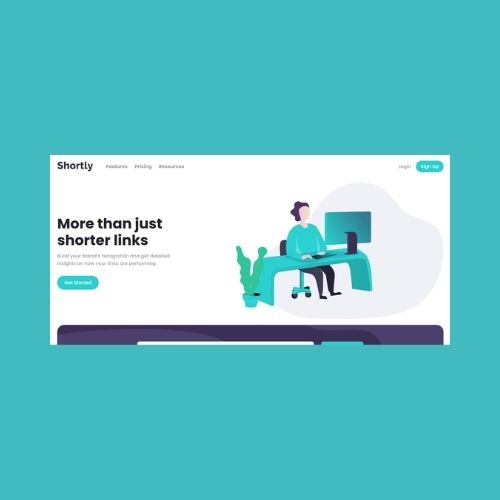 Shortly
Features Pricing Resources
Login
Sign Up
More than just
shorter links
Build your brand's recognition and get detailed
insights on how your links are performing.
Get Started